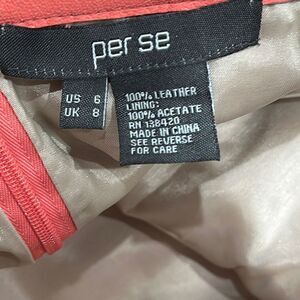 per se
US 6
UK 8
100% LEATHER
LINING:
100% ACETATE
RN 138420
MADE IN CHINA
SEE REVERSE
FOR CARE